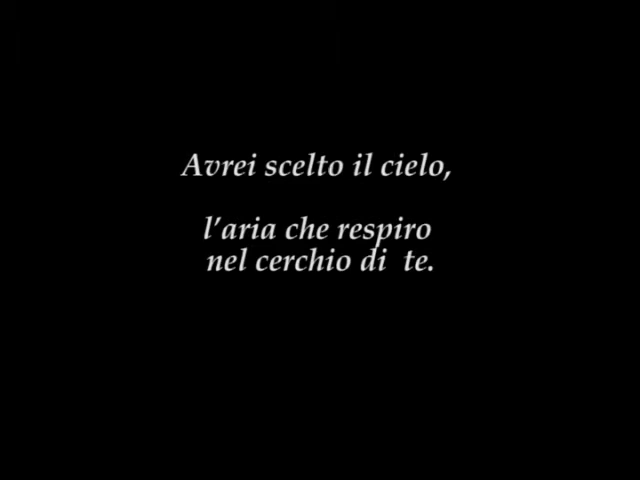 Avrei scelto il cielo,
l’aria che respiro
nel cerchio di te.